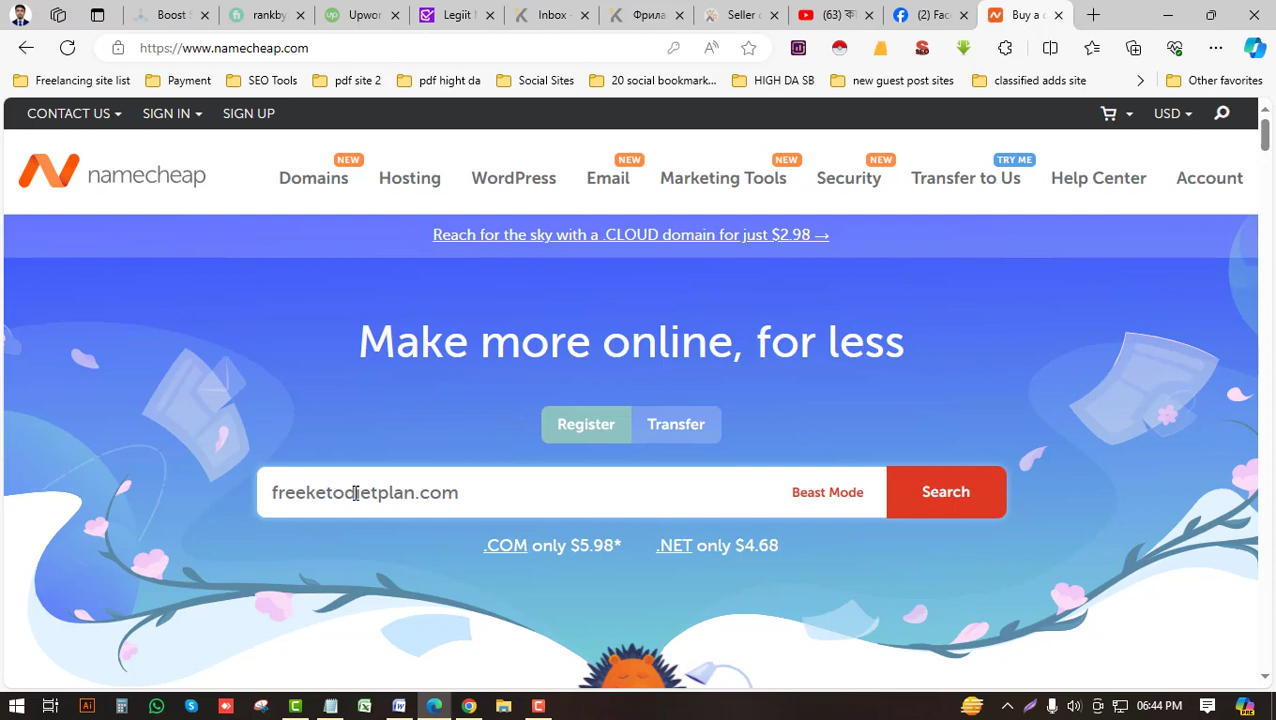 Boost
rankb
Upwor
Legiit
Inbox
Фрила
Seller c
(63) ক
(2) Fac
Buy a c
https://www.namecheap.com
Freelancing site list
Payment
SEO Tools
pdf site 2
pdf hight da
Social Sites
20 social bookmark...
HIGH DA SB
new guest post sites
classified adds site
Other favorites
CONTACT US SIGN IN SIGN UP USD
NEW NEW NEW NEW TRY ME
namecheap Domains Hosting WordPress Email Marketing Tools Security Transfer to Us Help Center Account
Reach for the sky with a .CLOUD domain for just $2.98 →
Make more online, for less
Register Transfer
freeketodietplan.com Beast Mode Search
.COM only $5.98* .NET only $4.68
06:44 PM